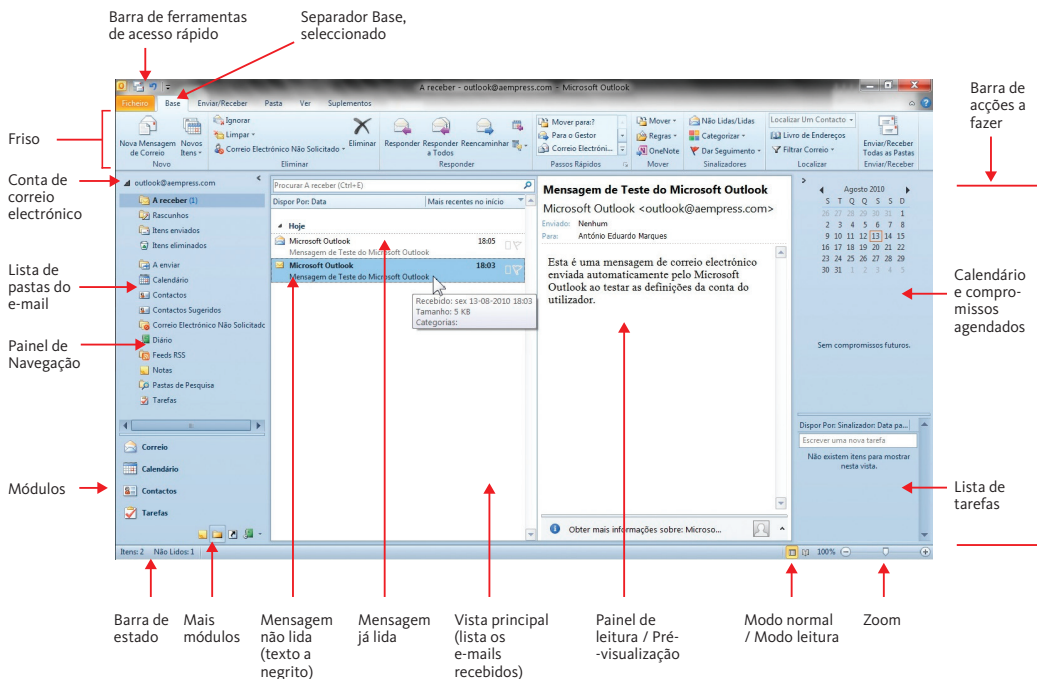 Barra de ferramentas
de acesso rápido
Separador Base,
seleccionado
Barra de
acções a
fazer
Friso
Conta de
correio
electrónico
Lista de
pastas do
e-mail
Painel de
Navegação
Módulos
A receber - outlook@aempress.com - Microsoft Outlook
Ficheiro Base Enviar/Receber Pasta Ver Suplementos
Nova Mensagem
de Correio
Novos
Itens
Novo
Ignorar
Limpar
Correio Electrónico Não Solicitado
Eliminar
Eliminar
Responder
Responder
a Todos
Reencaminhar
Responder
Mover para:?
Para o Gestor
Correio Electróni...
Passos Rápidos
Mover
Regras
OneNote
Mover
Não Lidas/Lidas
Categorizar
Dar Seguimento
Sinalizadores
Localizar Um Contacto
Livro de Endereços
Filtrar Correio
Localizar
Enviar/Receber
Todas as Pastas
Enviar/Receber
outlook@aempress.com
A receber (1)
Rascunhos
Itens enviados
Itens eliminados
A enviar
Calendário
Contactos
Contactos Sugeridos
Correio Electrónico Não Solicitadc
Diário
Feeds RSS
Notas
Pastas de Pesquisa
Tarefas
Correio
Calendário
Contactos
Tarefas
Itens: 2 Não Lidos: 1
Procurar A receber (Ctrl+E)
Dispor Por: Data Mais recentes no início
Hoje
Microsoft Outlook 18:05
Mensagem de Teste do Microsoft Outlook
Microsoft Outlook 18:03
Mensagem de Teste do Microsoft Outlook
Recebido: sex 13-08-2010 18:03
Tamanho: 5 KB
Categorias:
Mensagem de Teste do Microsoft Outlook
Microsoft Outlook <outlook@aempress.com>
Enviado: Nenhum
Para: António Eduardo Marques
Esta é uma mensagem de correio electrónico
enviada automaticamente pelo Microsoft
Outlook ao testar as definições da conta do
utilizador.
Obter mais informações sobre: Microso...
Agosto 2010
S T Q Q S S D
26 27 28 29 30 31 1
2 3 4 5 6 7 8
9 10 11 12 13 14 15
16 17 18 19 20 21 22
23 24 25 26 27 28 29
30 31 1 2 3 4 5
Sem compromissos futuros.
Dispor Por: Sinalizador: Data pa...
Escrever uma nova tarefa
Não existem itens para mostrar
nesta vista.
100%
Calendário
e compro-
missos
agendados
Lista de
tarefas
Barra de
estado
Mais
módulos
Mensagem
não lida
(texto a
negrito)
Mensagem
já lida
Vista principal
(lista os
e-mails
recebidos)
Painel de
leitura / Pré-
-visualização
Modo normal
/ Modo leitura
Zoom